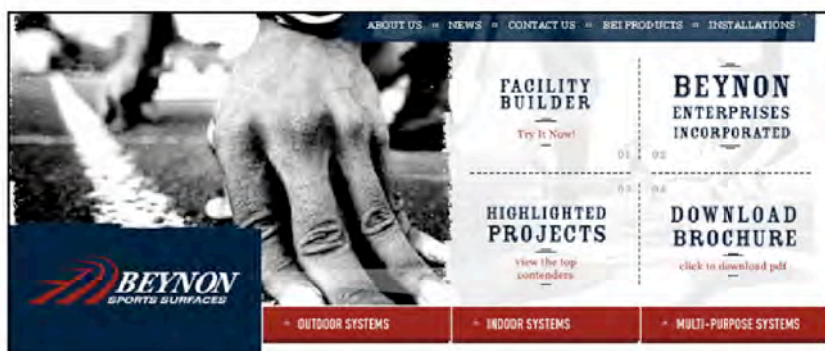 ABOUT US NEWS CONTACT US BEI PRODUCTS INSTALLATIONS
FACILITY
BUILDER
Try It Now!
01
BEYNON
ENTERPRISES
INCORPORATED
02
03
HIGHLIGHTED
PROJECTS
view the top
contenders
04
DOWNLOAD
BROCHURE
click to download pdf
BEYNON
SPORTS SURFACES
OUTDOOR SYSTEMS
INDOOR SYSTEMS
MULTI-PURPOSE SYSTEMS